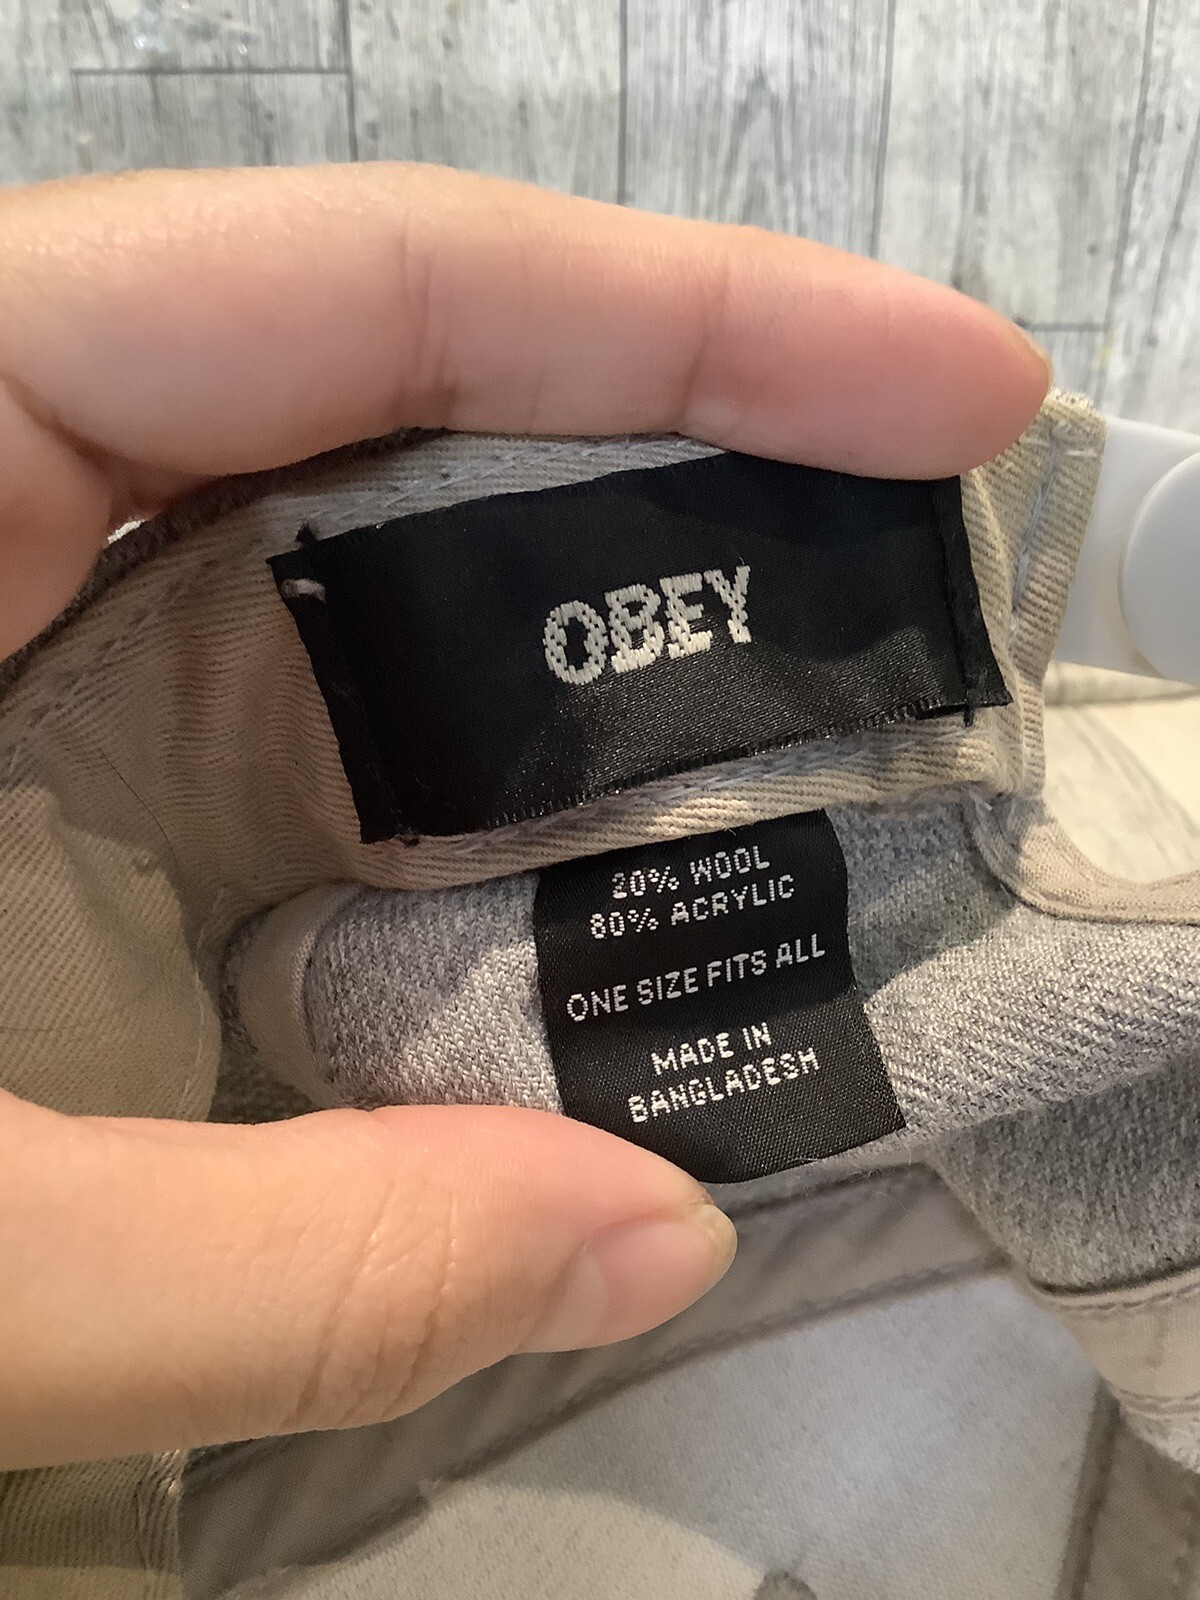 OBEY
20% WOOL
80% ACRYLIC
ONE SIZE FITS ALL
MADE IN
BANGLADESH